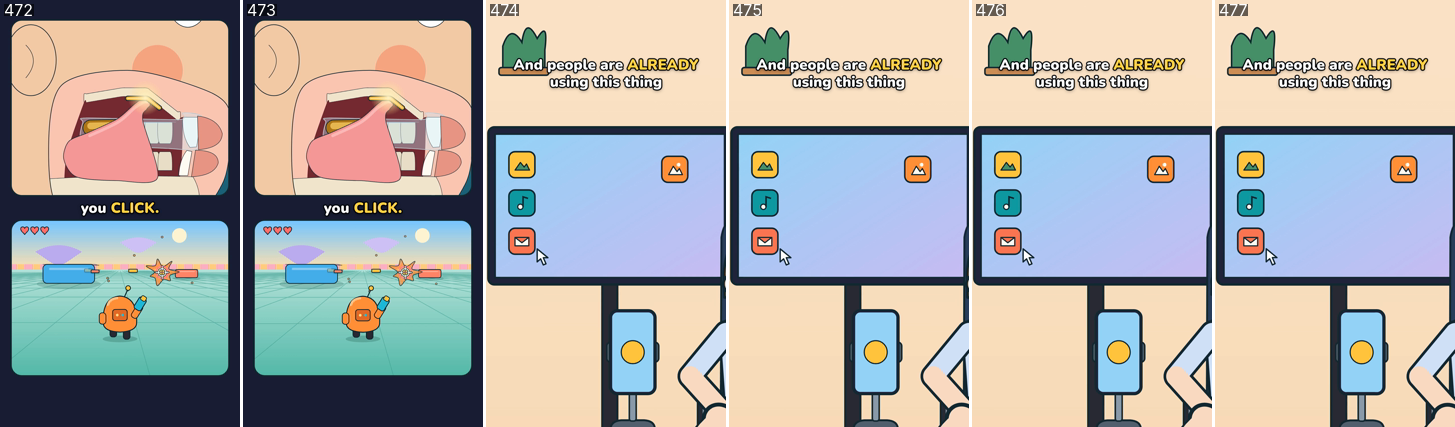 472
you CLICK.
473
you CLICK.
474
And people are ALREADY
using this thing
475
And people are ALREADY
using this thing
476
And people are ALREADY
using this thing
477
And people are ALREADY
using this thing